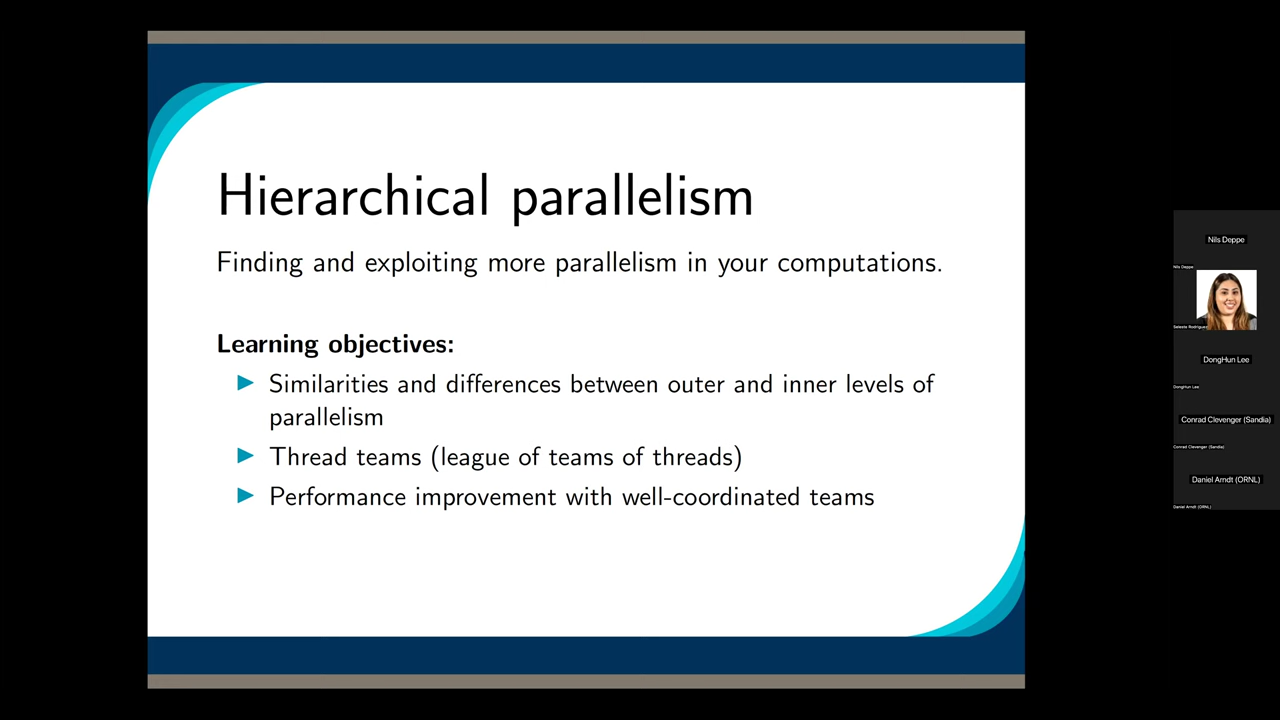 Hierarchical parallelism
Finding and exploiting more parallelism in your computations.
Learning objectives:
Similarities and differences between outer and inner levels of
parallelism
Thread teams (league of teams of threads)
Performance improvement with well-coordinated teams
Nils Deppe
Nils Deppe
Seleste Rodriguez
DongHun Lee
DongHun Lee
Conrad Clevenger (Sandia)
Conrad Clevenger (Sandia)
Daniel Arndt (ORNL)
Daniel Arndt (ORNL)